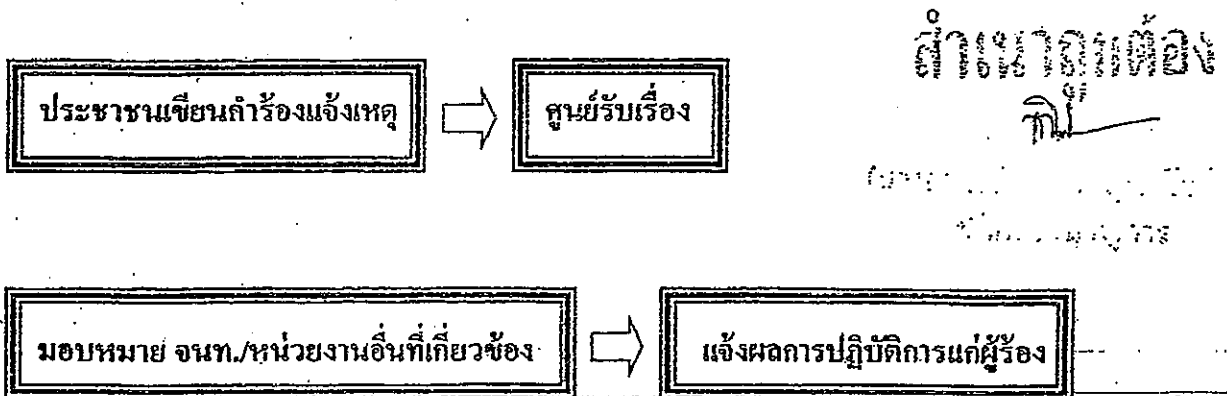 สำเนาถูกต้อง
ประชาชนเขียนคำร้องแจ้งเหตุ
ศูนย์รับเรื่อง
มอบหมาย จนท./หน่วยงานอื่นที่เกี่ยวข้อง
แจ้งผลการปฏิบัติการแก่ผู้ร้อง